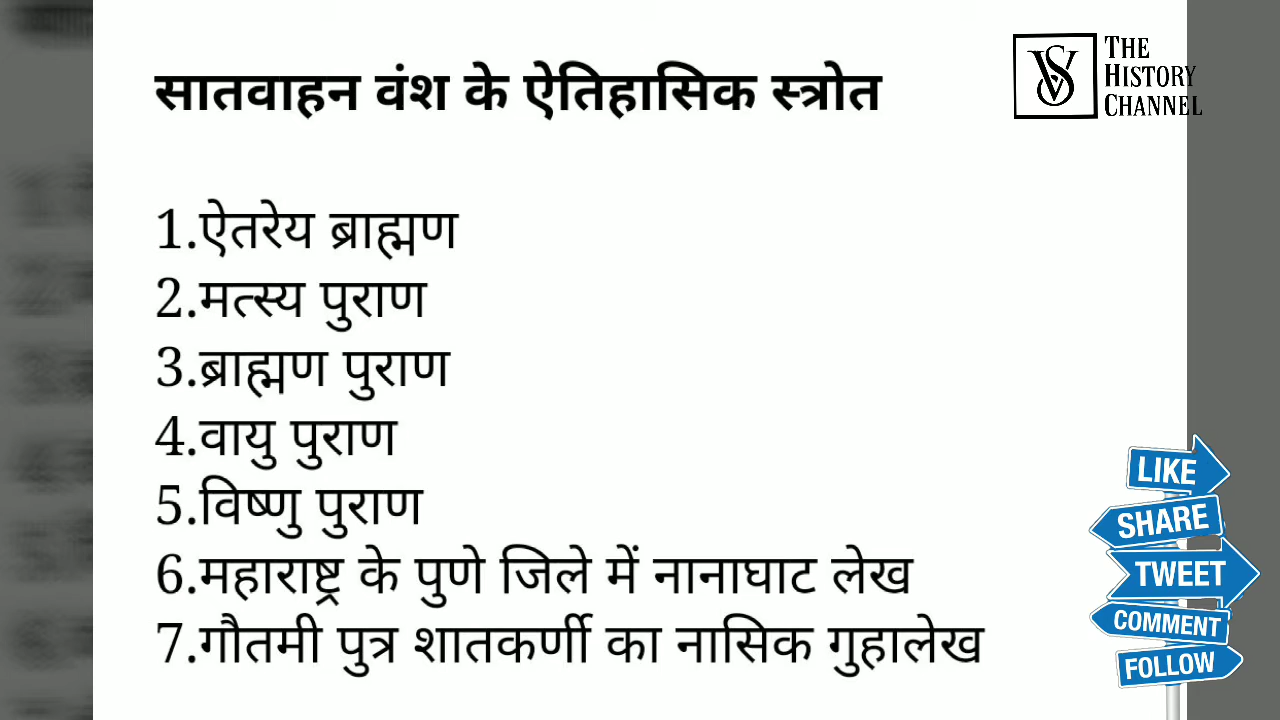 सातवाहन वंश के ऐतिहासिक स्त्रोत
VS
THE
HISTORY
CHANNEL
1.ऐतरेय ब्राह्मण
2.मत्स्य पुराण
3.ब्राह्मण पुराण
4.वायु पुराण
5.विष्णु पुराण
6.महाराष्ट्र के पुणे जिले में नानाघाट लेख
7.गौतमी पुत्र शातकर्णी का नासिक गुहालेख
LIKE
SHARE
TWEET
COMMENT
FOLLOW